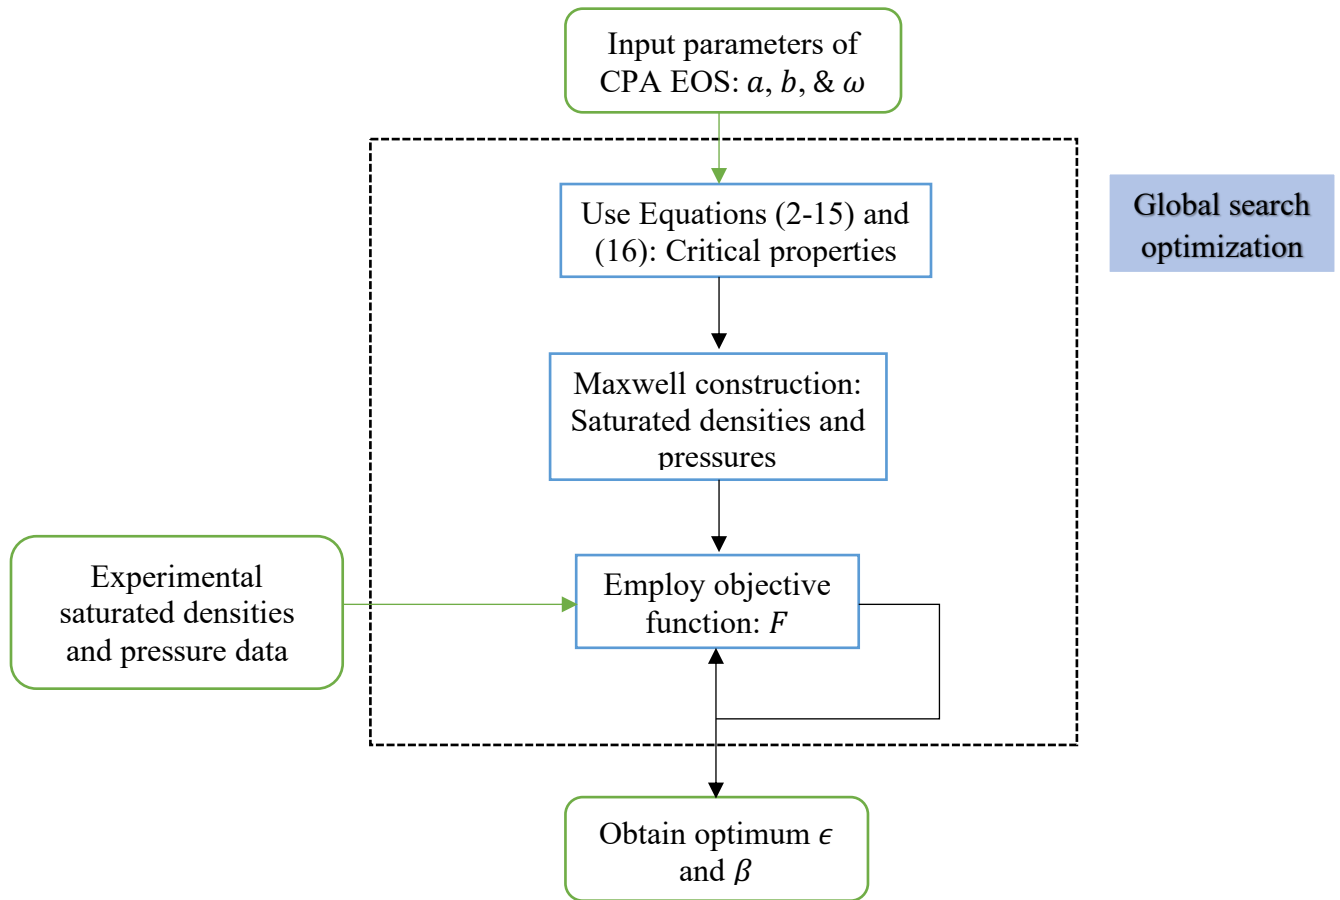 Input parameters of
CPA EOS: a, b, & ω
Use Equations (2-15) and
(16): Critical properties
Global search
optimization
Maxwell construction:
Saturated densities and
pressures
Experimental
saturated densities
and pressure data
Employ objective
function: F
Obtain optimum ϵ
and β